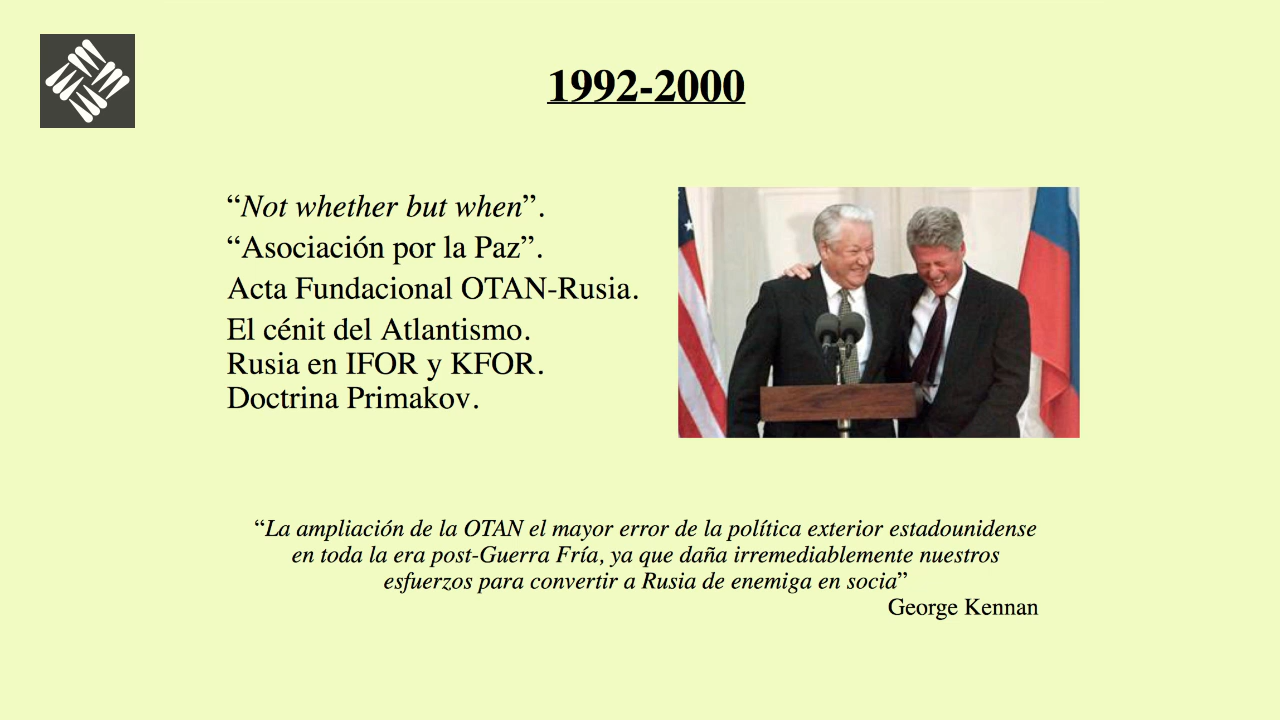 1992-2000
“Not whether but when”.
“Asociación por la Paz”.
Acta Fundacional OTAN-Rusia.
El cénit del Atlantismo.
Rusia en IFOR y KFOR.
Doctrina Primakov.
“La ampliación de la OTAN el mayor error de la política exterior estadounidense
en toda la era post-Guerra Fría, ya que daña irremediablemente nuestros
esfuerzos para convertir a Rusia de enemiga en socia”
George Kennan